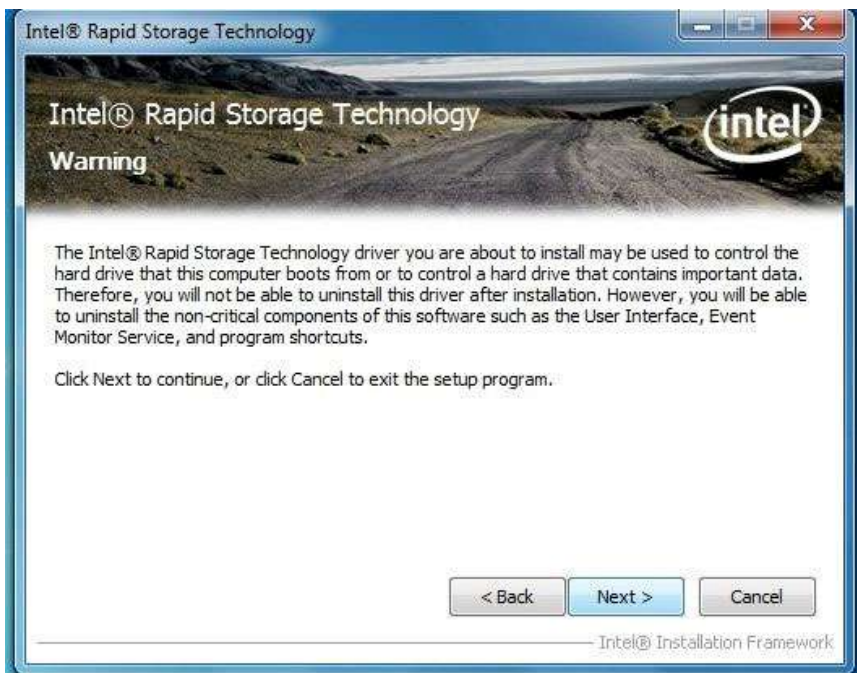 Intel® Rapid Storage Technology
Intel® Rapid Storage Technology
Warning
intel
The Intel® Rapid Storage Technology driver you are about to install may be used to control the
hard drive that this computer boots from or to control a hard drive that contains important data.
Therefore, you will not be able to uninstall this driver after installation. However, you will be able
to uninstall the non-critical components of this software such as the User Interface, Event
Monitor Service, and program shortcuts.
Click Next to continue, or click Cancel to exit the setup program.
< Back Next > Cancel
Intel® Installation Framework